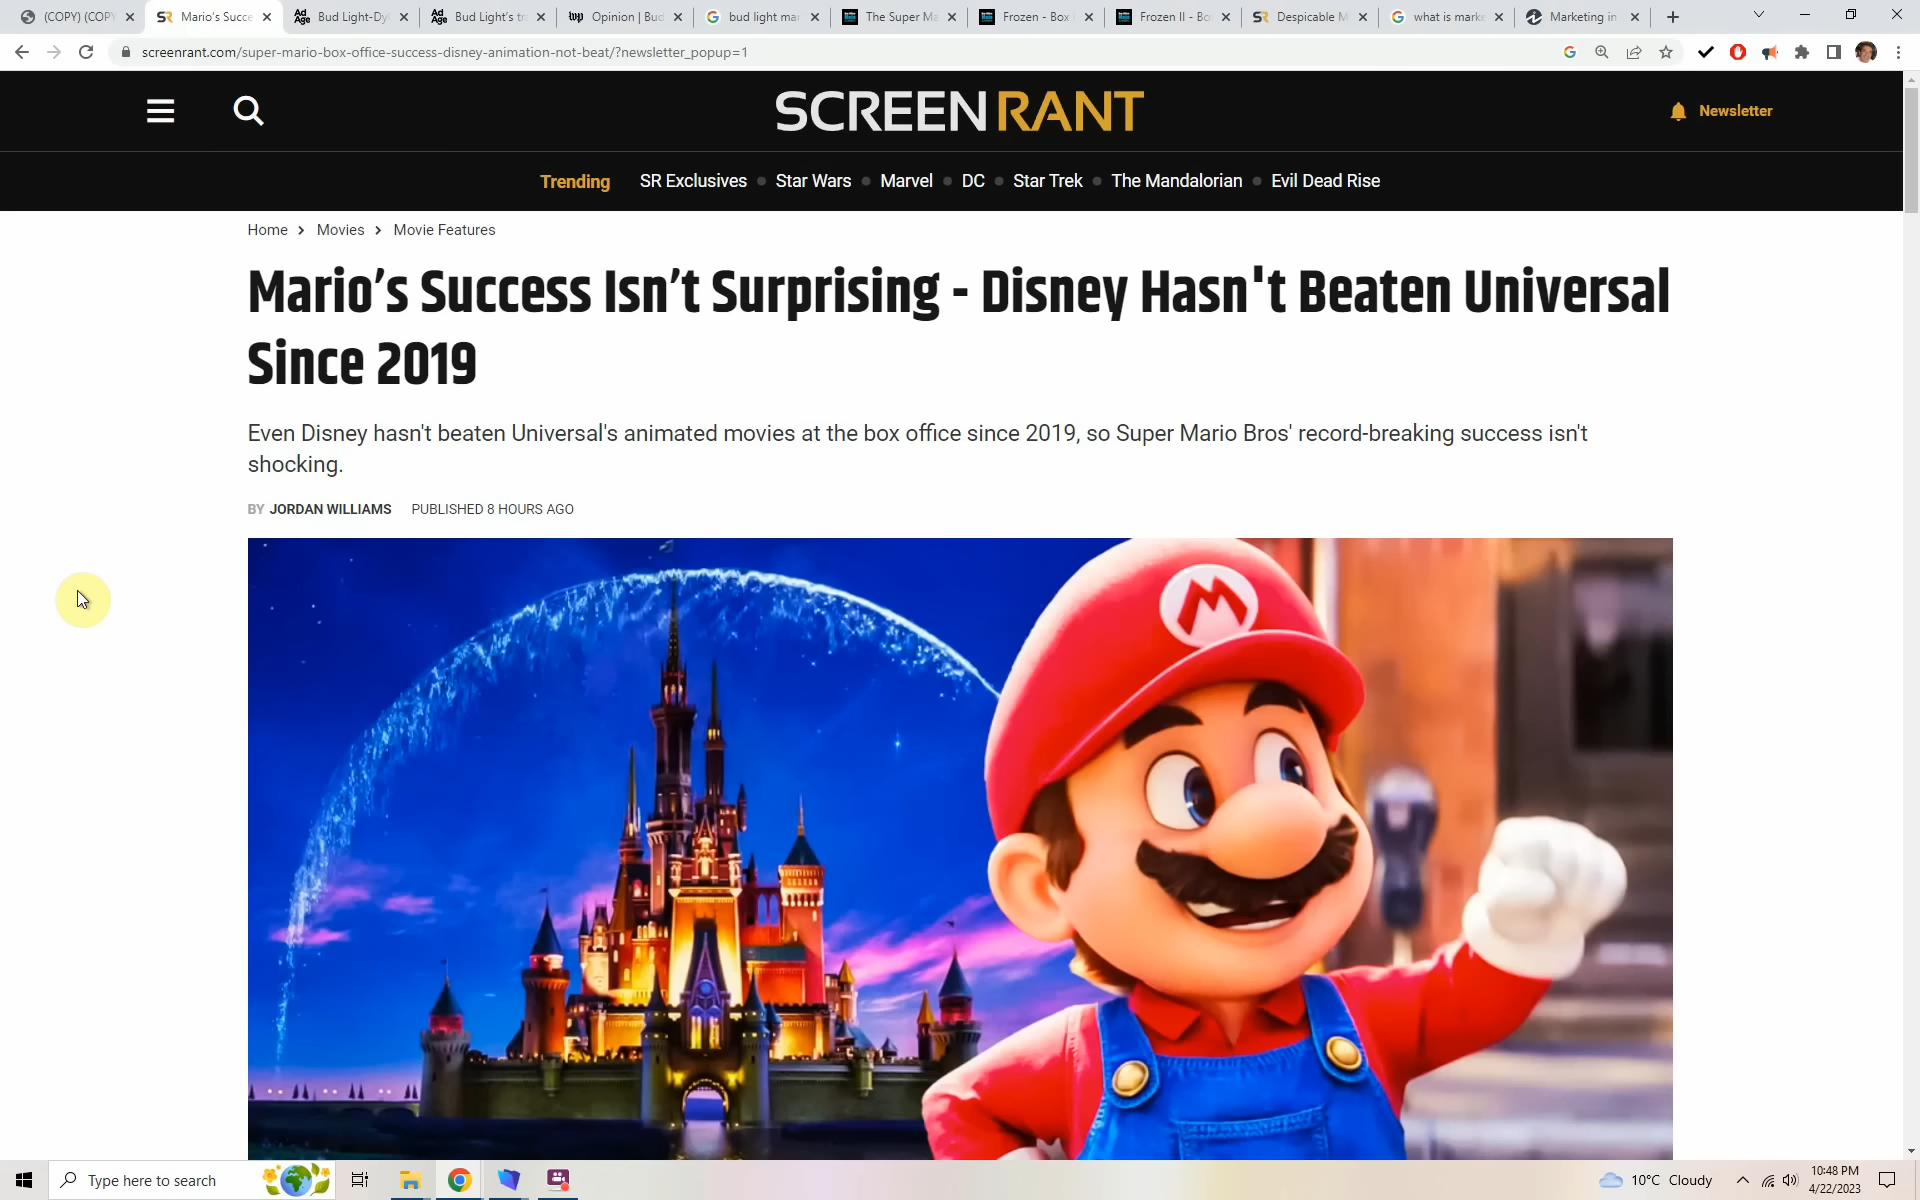 (COPY) (COP
Mario's Succe
Bud Light-Dy
Bud Light's tr
Opinion | Bud
bud light mar
The Super Ma
Frozen - Box
Frozen II - Bo
Despicable M
what is marke
Marketing in
screenrant.com/super-mario-box-office-success-disney-animation-not-beat/?newsletter_popup=1
SCREENRANT
Newsletter
Trending SR Exclusives Star Wars Marvel DC Star Trek The Mandalorian Evil Dead Rise
Home > Movies > Movie Features
Mario's Success Isn't Surprising - Disney Hasn't Beaten Universal
Since 2019
Even Disney hasn't beaten Universal's animated movies at the box office since 2019, so Super Mario Bros' record-breaking success isn't
shocking.
BY JORDAN WILLIAMS PUBLISHED 8 HOURS AGO
M
Type here to search
10°C Cloudy
10:48 PM
4/22/2023